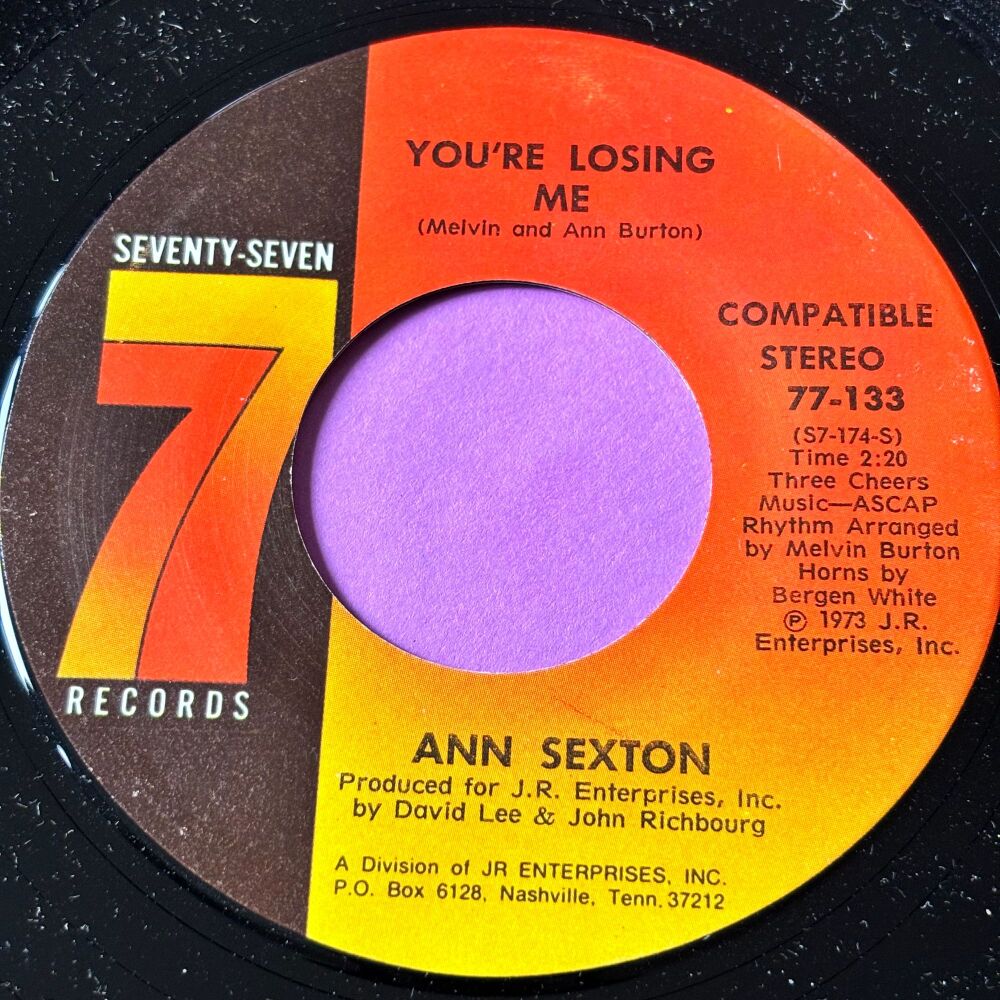 YOU'RE LOSING
ME
(Melvin and Ann Burton)
SEVENTY-SEVEN
7
7
RECORDS
COMPATIBLE
STEREO
77-133
(S7-174-S)
Time 2:20
Three Cheers
Music—ASCAP
Rhythm Arranged
by Melvin Burton
Horns by
Bergen White
℗ 1973 J.R.
Enterprises, Inc.
ANN SEXTON
Produced for J.R. Enterprises, Inc.
by David Lee & John Richbourg
A Division of JR ENTERPRISES, INC.
P.O. Box 6128, Nashville, Tenn. 37212